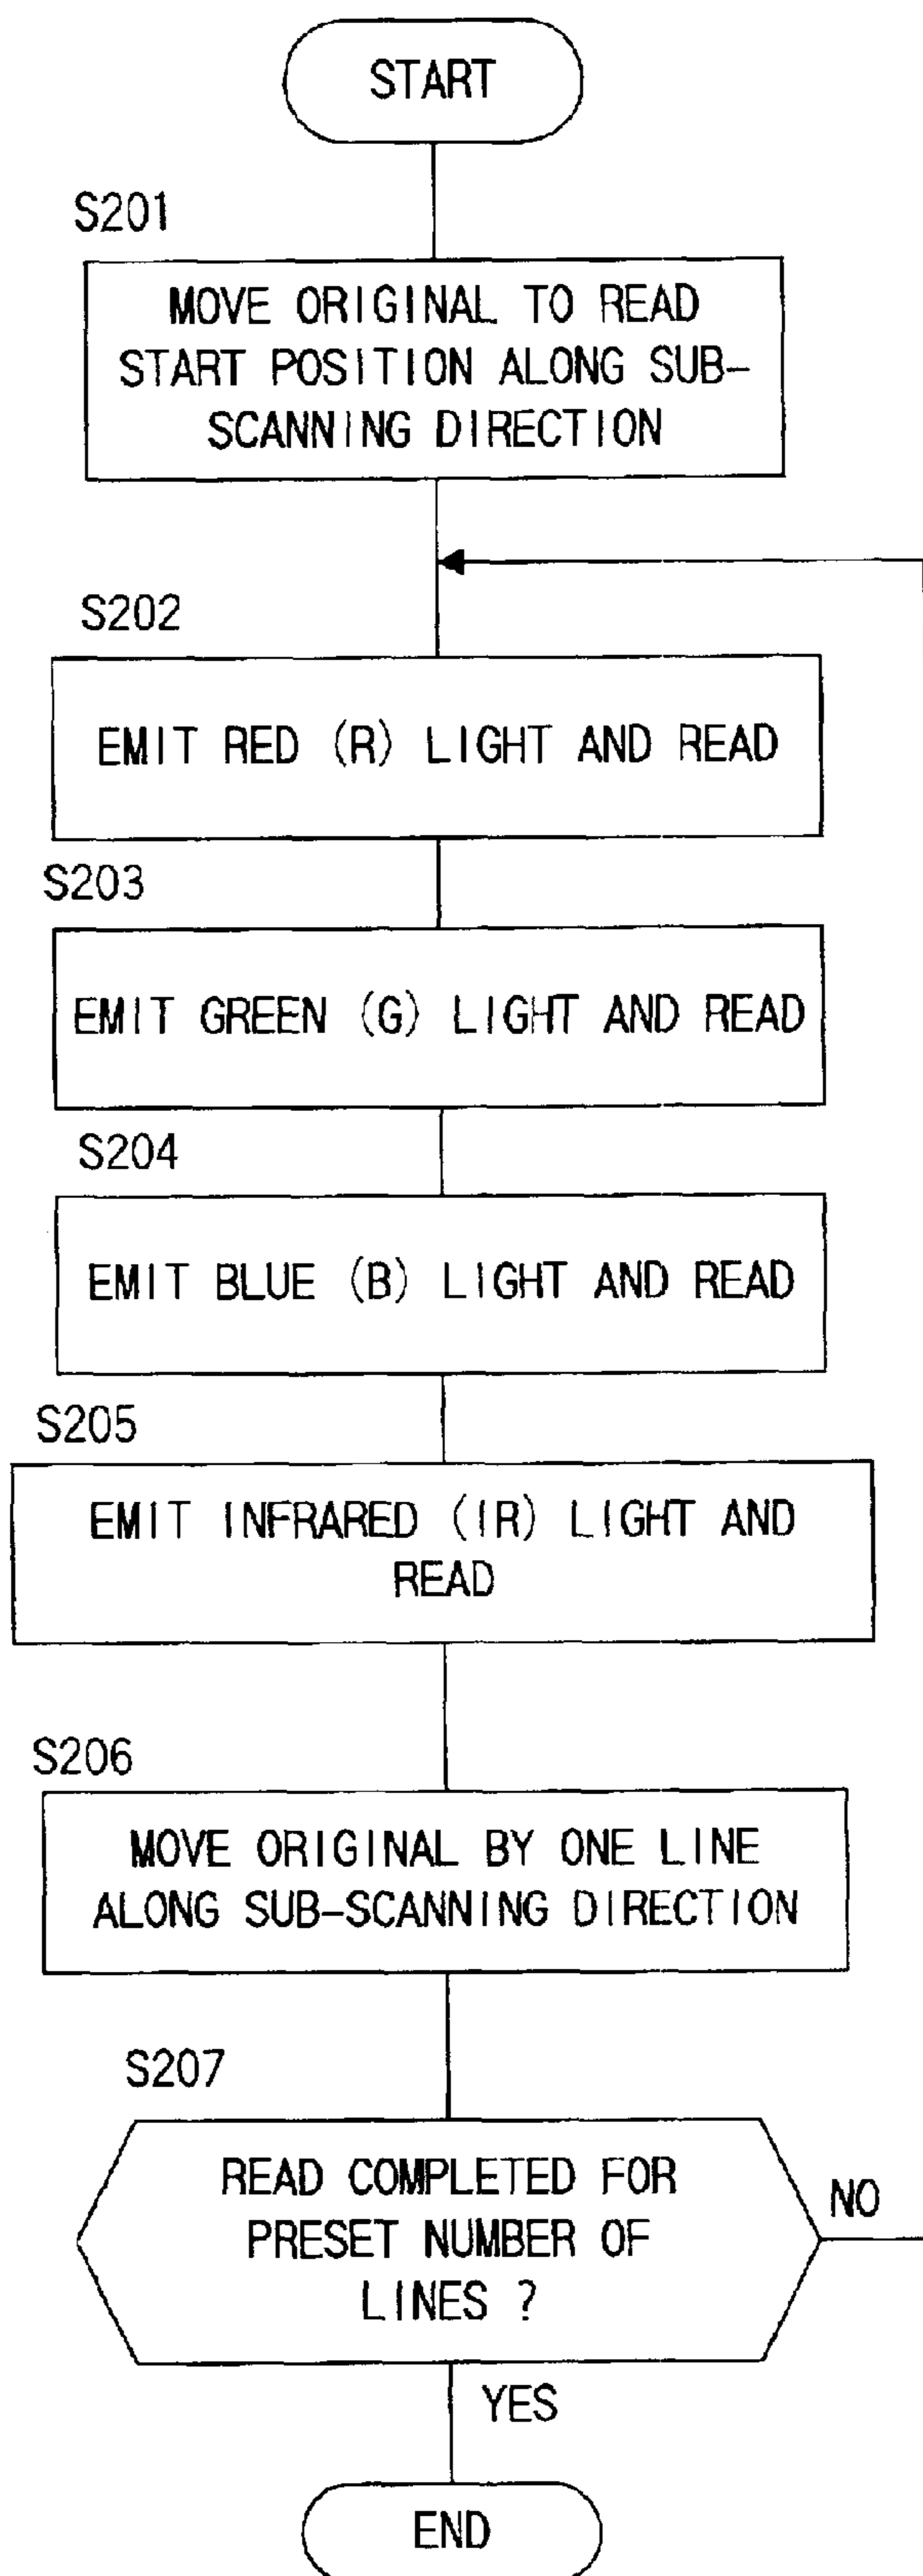 START
S201
MOVE ORIGINAL TO READ
START POSITION ALONG SUB-
SCANNING DIRECTION
S202
EMIT RED (R) LIGHT AND READ
S203
EMIT GREEN (G) LIGHT AND READ
S204
EMIT BLUE (B) LIGHT AND READ
S205
EMIT INFRARED (IR) LIGHT AND
READ
S206
MOVE ORIGINAL BY ONE LINE
ALONG SUB-SCANNING DIRECTION
S207
READ COMPLETED FOR
PRESET NUMBER OF
LINES ?
NO
YES
END